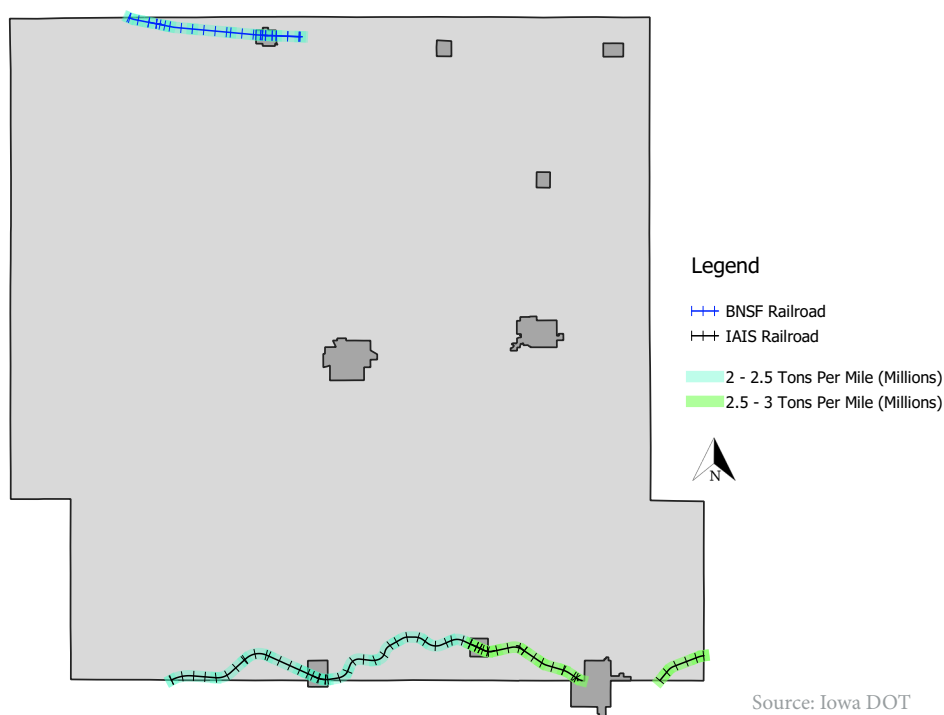 Legend
BNSF Railroad
IAIS Railroad
2 - 2.5 Tons Per Mile (Millions)
2.5 - 3 Tons Per Mile (Millions)
N
Source: Iowa DOT